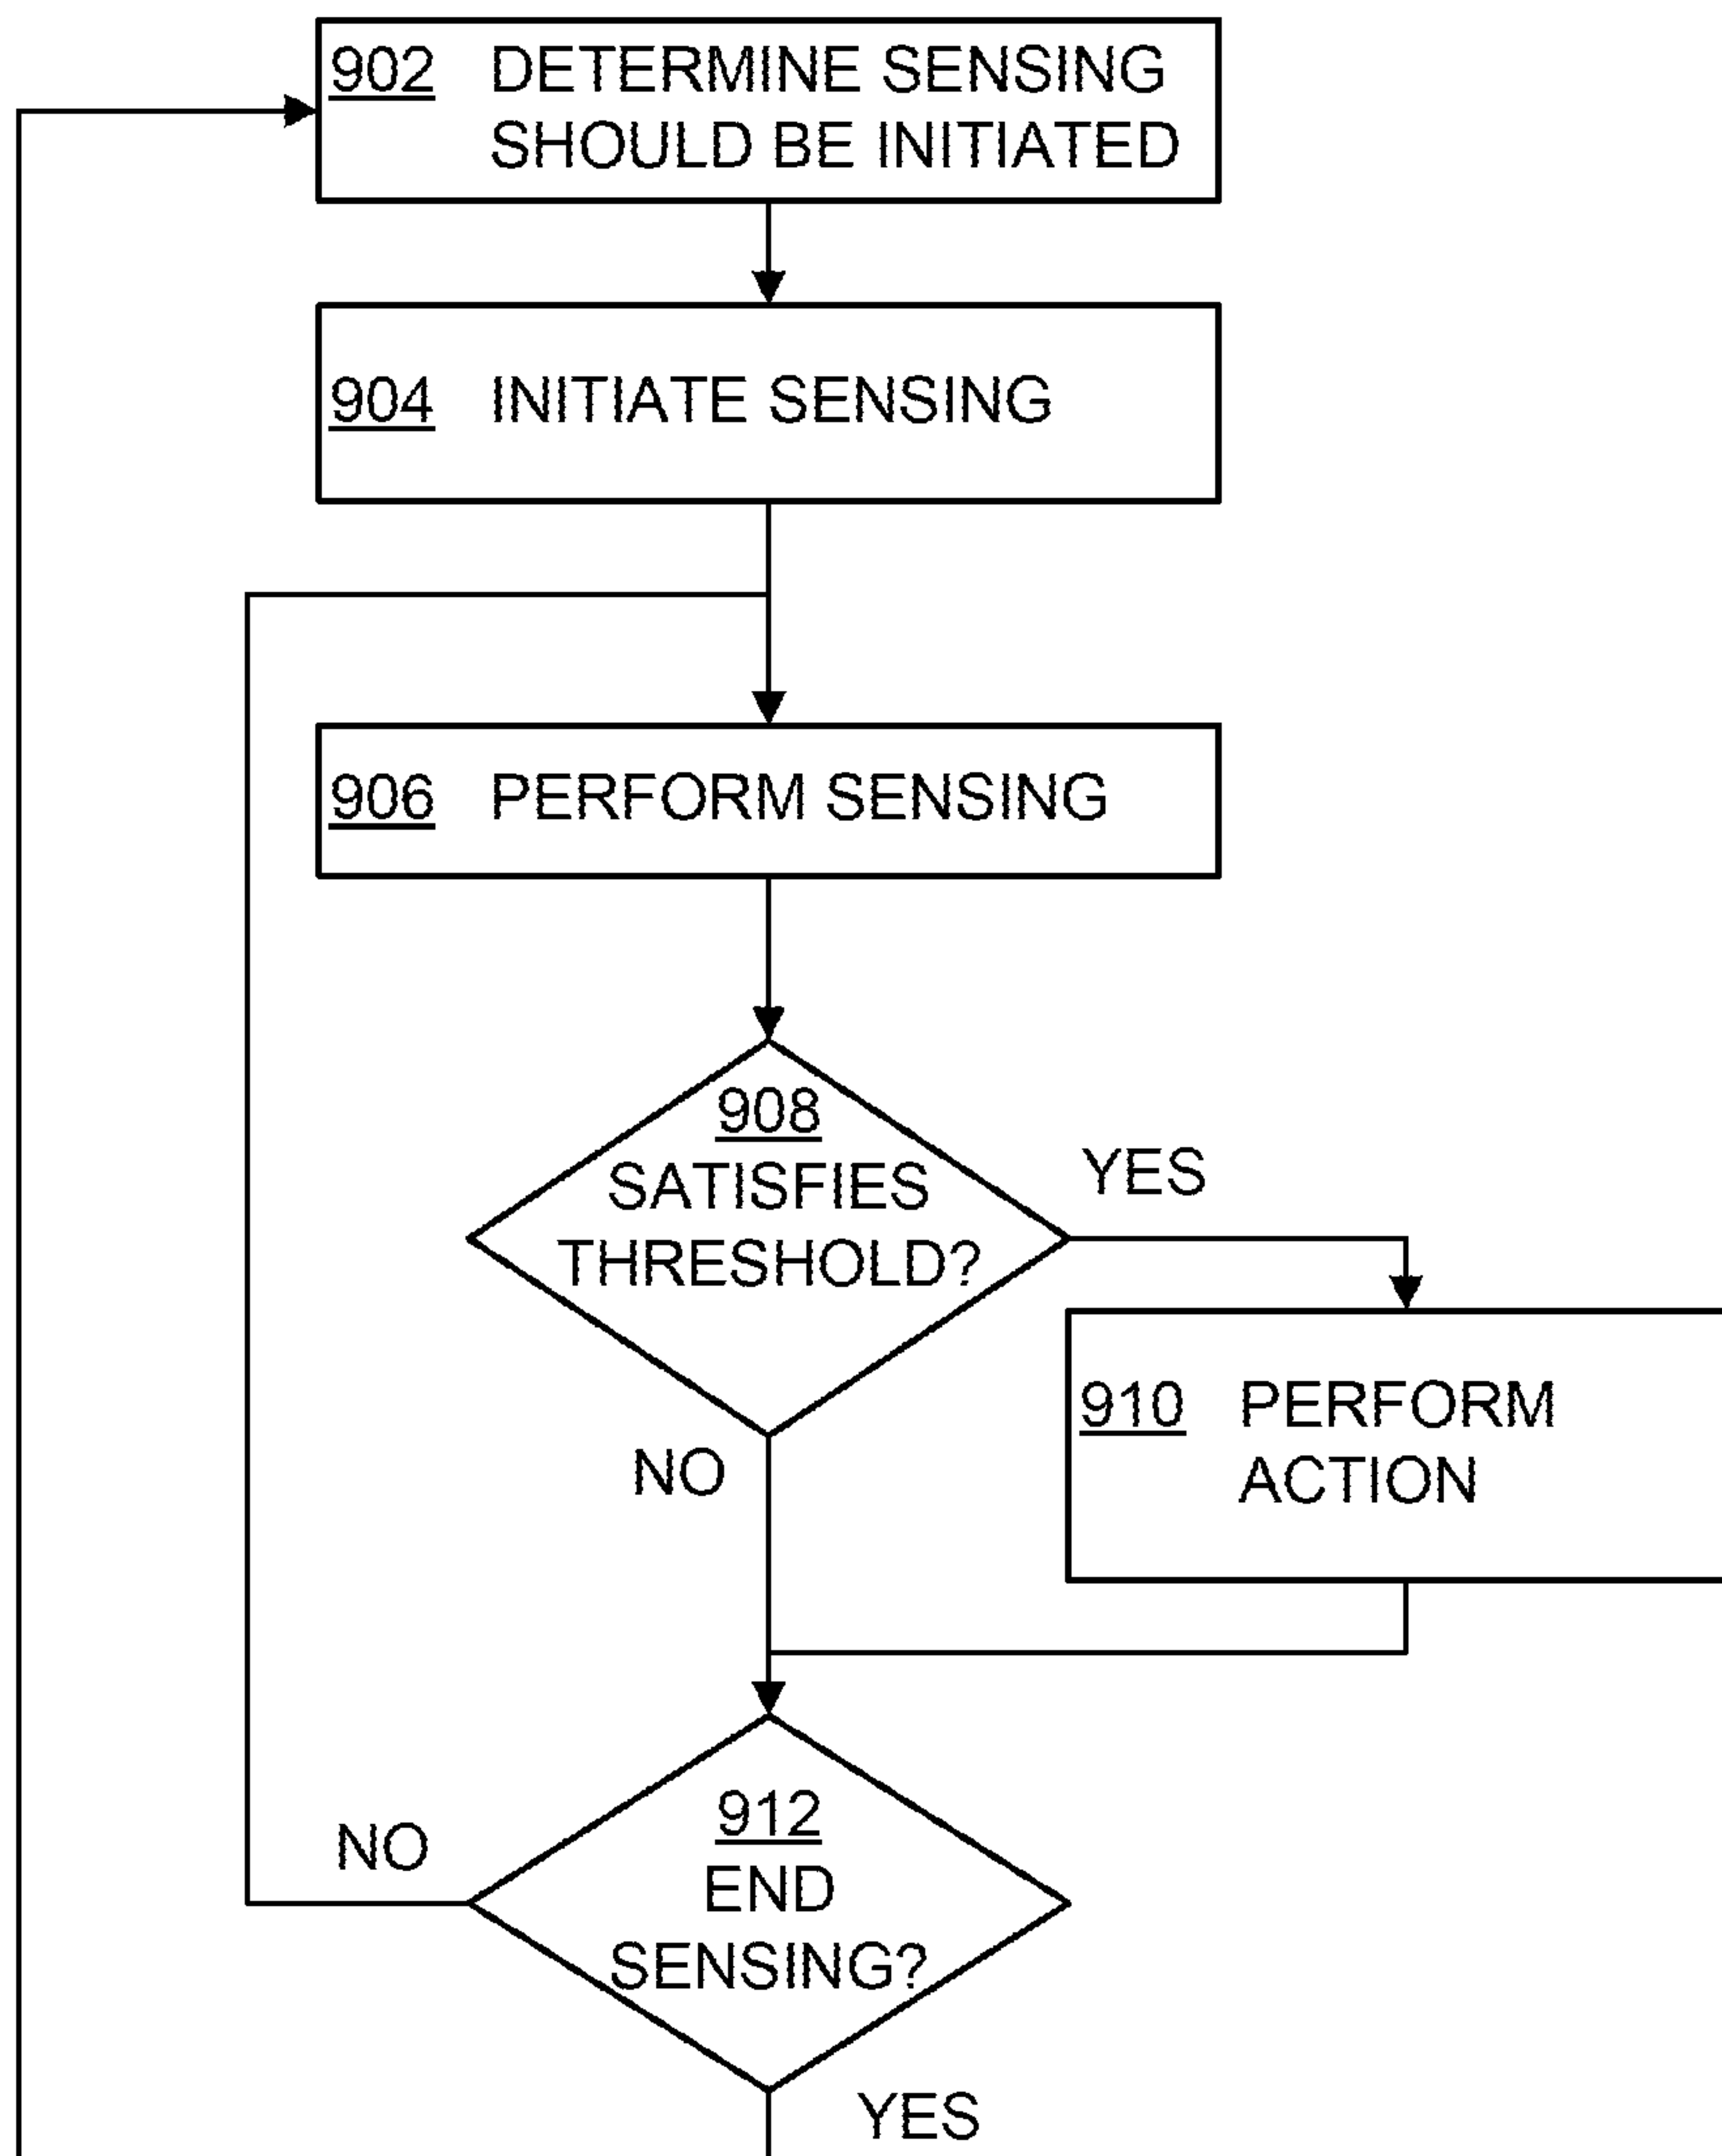 902 DETERMINE SENSING
SHOULD BE INITIATED
904 INITIATE SENSING
906 PERFORM SENSING
908
SATISFIES
THRESHOLD?
YES
910 PERFORM
ACTION
NO
912
END
SENSING?
NO
YES